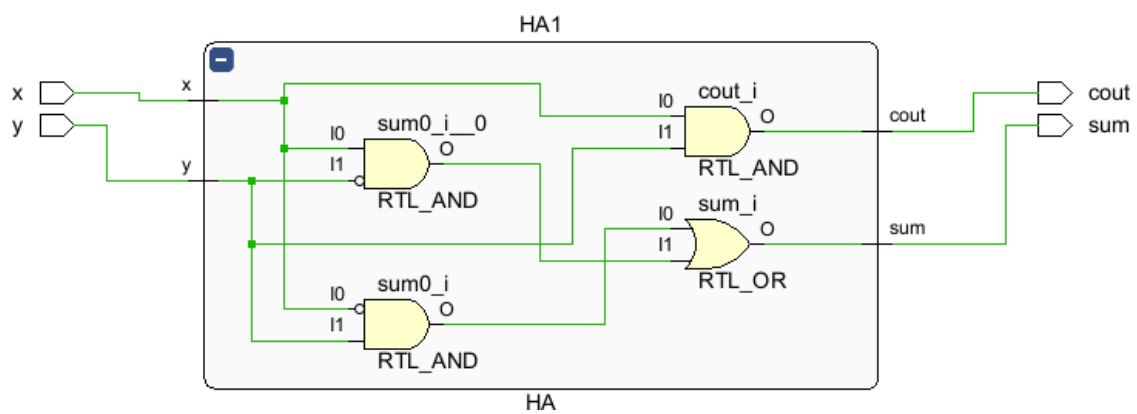 HA1
x
y
x
y
I0
I1
sum0_i__0
O
RTL_AND
I0
I1
sum0_i
O
RTL_AND
I0
I1
cout_i
O
RTL_AND
I0
I1
sum_i
O
RTL_OR
cout
sum
cout
sum
HA